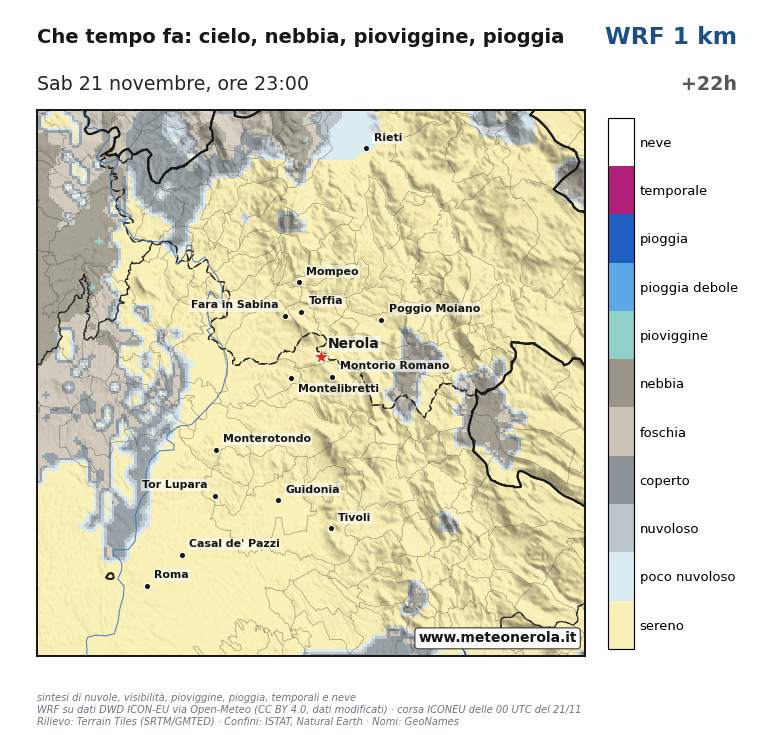 Che tempo fa: cielo, nebbia, pioviggine, pioggia
WRF 1 km
Sab 21 novembre, ore 23:00
+22h
Rieti
Mompeo
Toffia
Fara in Sabina
Poggio Moiano
Nerola
Montorio Romano
Montelibretti
Monterotondo
Tor Lupara
Guidonia
Tivoli
Casal de' Pazzi
Roma
www.meteonerola.it
neve
temporale
pioggia
pioggia debole
pioviggine
nebbia
foschia
coperto
nuvoloso
poco nuvoloso
sereno
sintesi di nuvole, visibilità, pioviggine, pioggia, temporali e neve
WRF su dati DWD ICON-EU via Open-Meteo (CC BY 4.0, dati modificati) · corsa ICONEU delle 00 UTC del 21/11
Rilievo: Terrain Tiles (SRTM/GMTED) · Confini: ISTAT, Natural Earth · Nomi: GeoNames